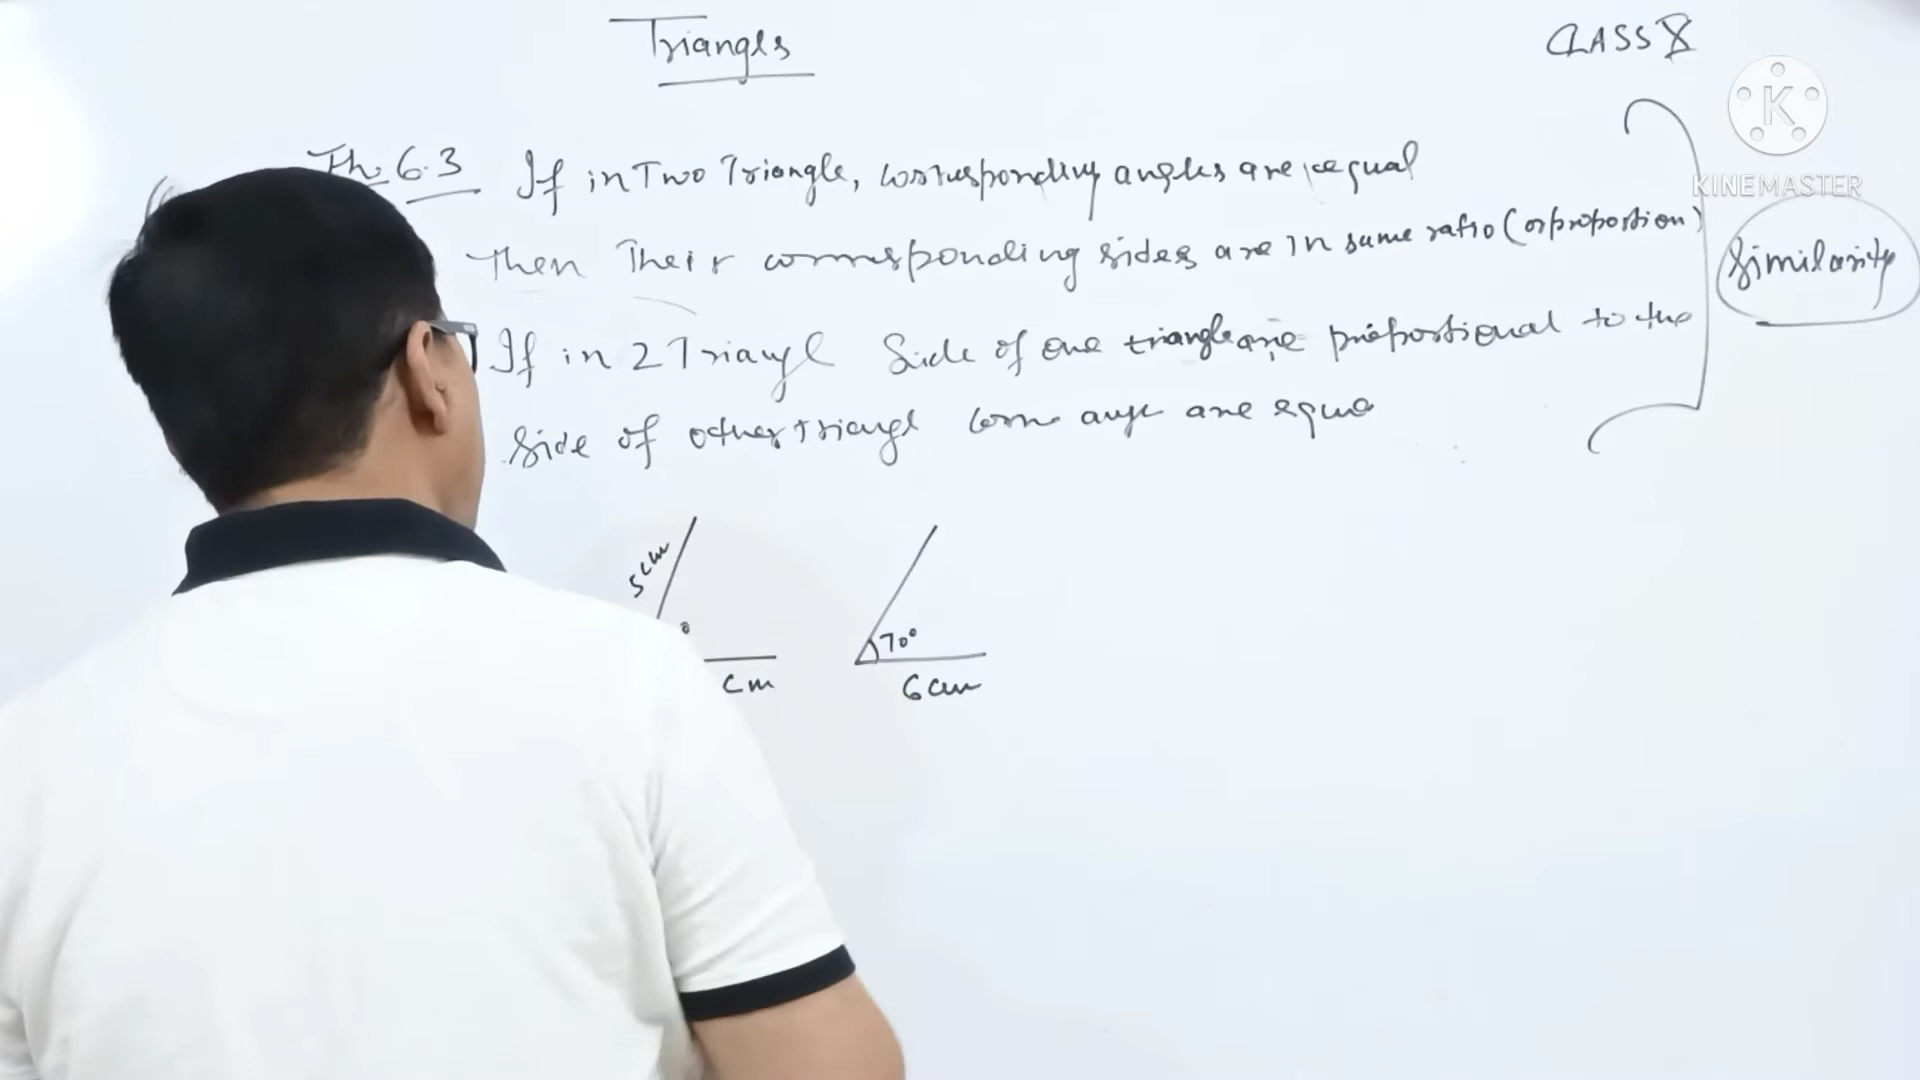 Triangls
CLASS X
K
KINEMASTER
Th. 6.3 If in Two Triangle, corresponding angles are equal
Then Their corresponding sides are in same ratio (or proportion)
Similarity
If in 2 Triangl Side of one triangle are proportional to the
Side of other triangl corr ang are equa
5cm
cm
70°
6cm